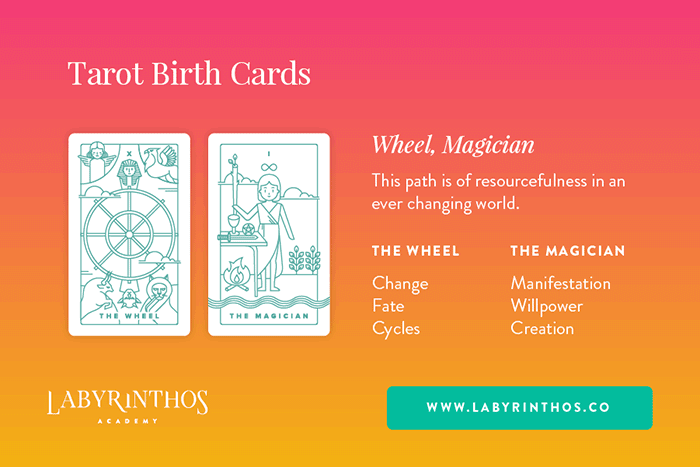 Tarot Birth Cards
X
THE WHEEL
I
THE MAGICIAN
Wheel, Magician
This path is of resourcefulness in an
ever changing world.
THE WHEEL
Change
Fate
Cycles
THE MAGICIAN
Manifestation
Willpower
Creation
LABYRINTHOS
ACADEMY
WWW.LABYRINTHOS.CO